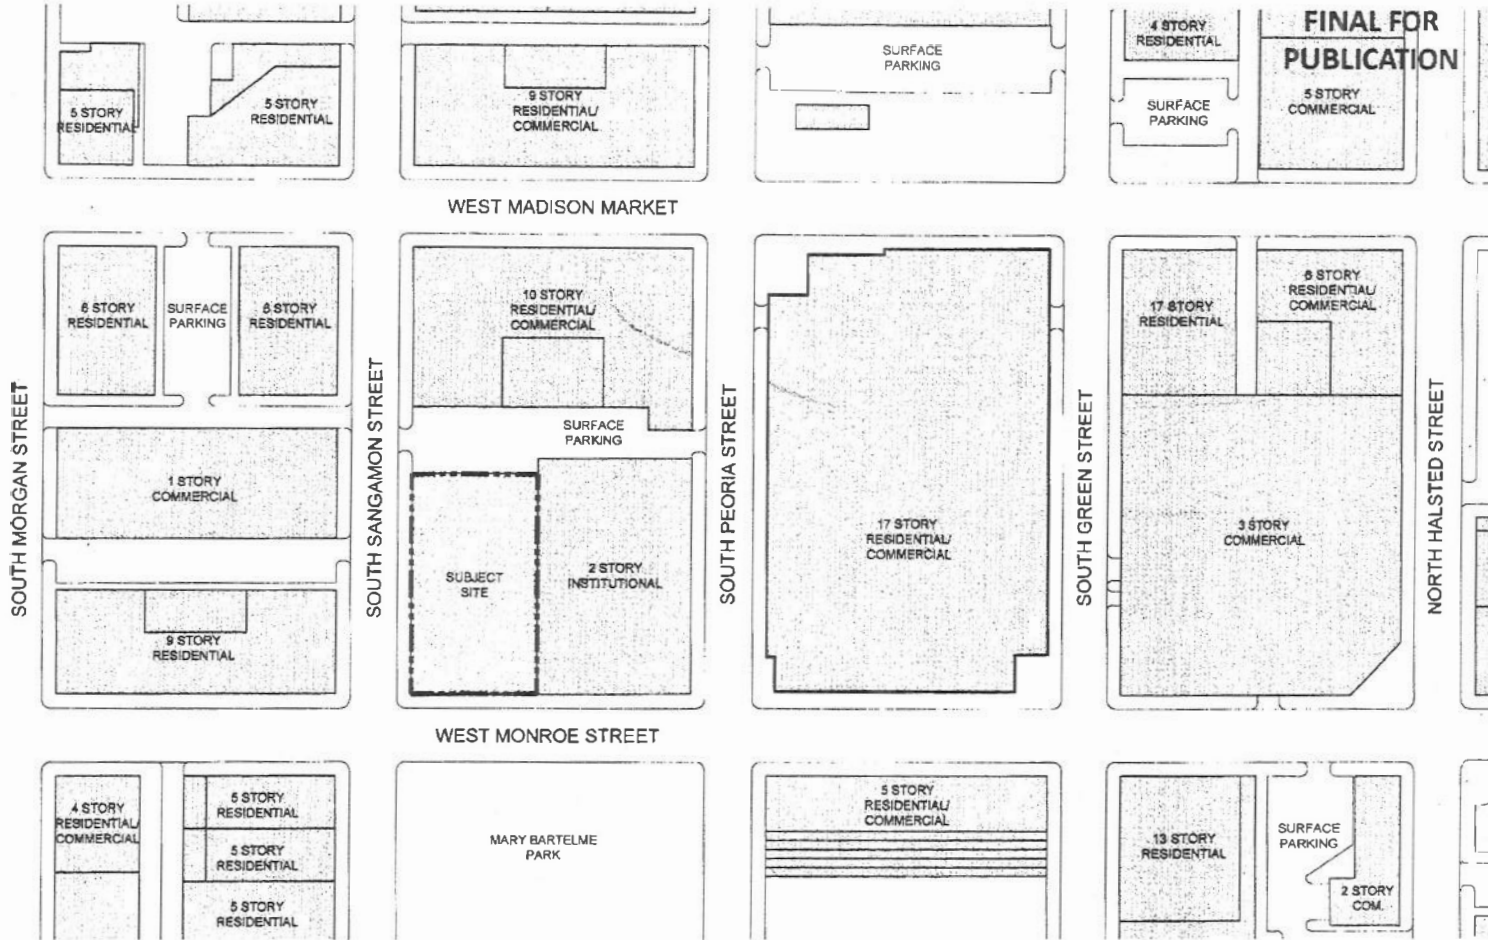 FINAL FOR
PUBLICATION
4 STORY
RESIDENTIAL
SURFACE
PARKING
5 STORY
RESIDENTIAL
5 STORY
RESIDENTIAL
9 STORY
RESIDENTIAL/
COMMERCIAL
SURFACE
PARKING
5 STORY
COMMERCIAL
WEST MADISON MARKET
6 STORY
RESIDENTIAL
SURFACE
PARKING
6 STORY
RESIDENTIAL
10 STORY
RESIDENTIAL/
COMMERCIAL
17 STORY
RESIDENTIAL
6 STORY
RESIDENTIAL/
COMMERCIAL
SURFACE
PARKING
SOUTH MORGAN STREET
SOUTH SANGAMON STREET
SOUTH PEORIA STREET
SOUTH GREEN STREET
NORTH HALSTED STREET
1 STORY
COMMERCIAL
17 STORY
RESIDENTIAL/
COMMERCIAL
3 STORY
COMMERCIAL
SUBJECT
SITE
2 STORY
INSTITUTIONAL
9 STORY
RESIDENTIAL
WEST MONROE STREET
4 STORY
RESIDENTIAL/
COMMERCIAL
5 STORY
RESIDENTIAL
5 STORY
RESIDENTIAL
5 STORY
RESIDENTIAL
MARY BARTELME
PARK
5 STORY
RESIDENTIAL/
COMMERCIAL
13 STORY
RESIDENTIAL
SURFACE
PARKING
2 STORY
COM.